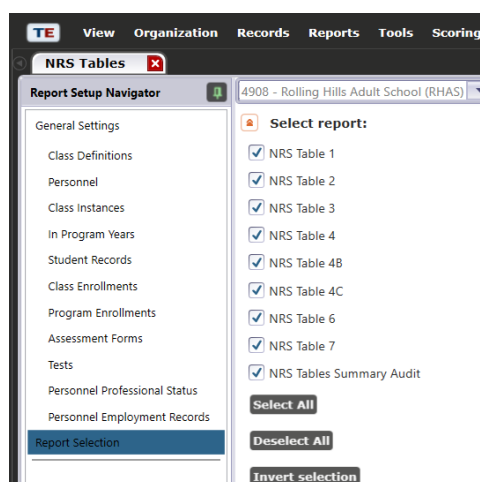 TE View Organization Records Reports Tools Scoring
NRS Tables
Report Setup Navigator
4908 - Rolling Hills Adult School (RHAS)
General Settings
Class Definitions
Personnel
Class Instances
In Program Years
Student Records
Class Enrollments
Program Enrollments
Assessment Forms
Tests
Personnel Professional Status
Personnel Employment Records
Report Selection
Select report:
NRS Table 1
NRS Table 2
NRS Table 3
NRS Table 4
NRS Table 4B
NRS Table 4C
NRS Table 6
NRS Table 7
NRS Tables Summary Audit
Select All
Deselect All
Invert selection